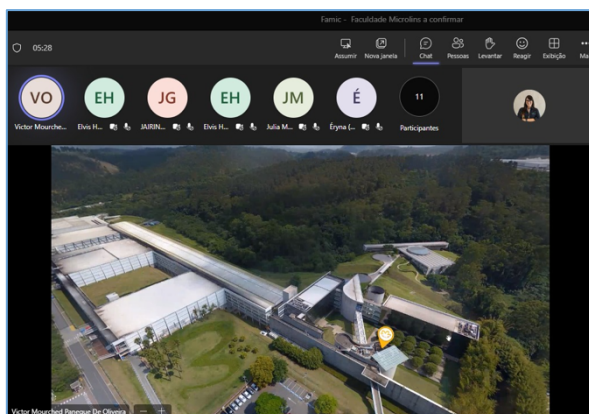 Famic - Faculdade Microlins a confirmar
05:28
Assumir Nova janela Chat Pessoas Levantar Reagir Exibição
VO EH JG EH JM É 11
Victor Mourche... Elvis H... JAIRIN... Elvis H... Julia M... Éryna (... Participantes
Victor Mourched Paneque De Oliveira